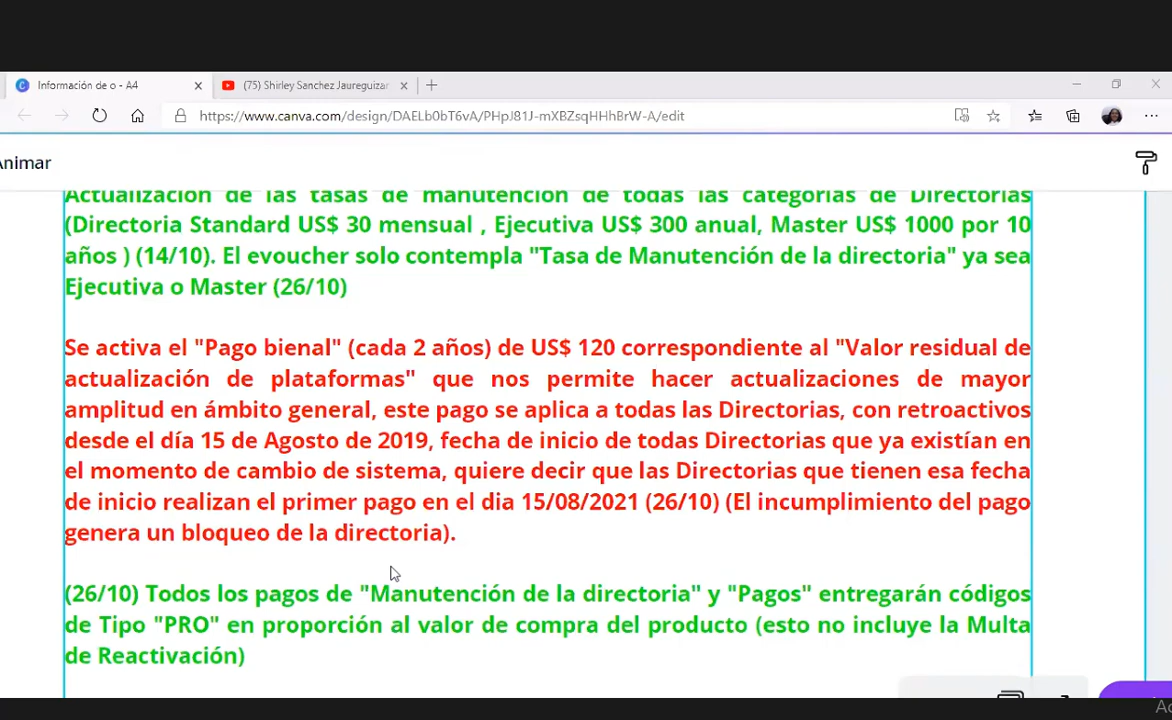 Información de o - A4
(75) Shirley Sanchez Jaureguizar
https://www.canva.com/design/DAELb0bT6vA/PHpJ81J-mXBZsqHHhBrW-A/edit
Animar
Actualización de las tasas de manutención de todas las categorías de Directorias
(Directoria Standard US$ 30 mensual , Ejecutiva US$ 300 anual, Master US$ 1000 por 10
años ) (14/10). El evoucher solo contempla "Tasa de Manutención de la directoria" ya sea
Ejecutiva o Master (26/10)
Se activa el "Pago bienal" (cada 2 años) de US$ 120 correspondiente al "Valor residual de
actualización de plataformas" que nos permite hacer actualizaciones de mayor
amplitud en ámbito general, este pago se aplica a todas las Directorias, con retroactivos
desde el día 15 de Agosto de 2019, fecha de inicio de todas Directorias que ya existían en
el momento de cambio de sistema, quiere decir que las Directorias que tienen esa fecha
de inicio realizan el primer pago en el dia 15/08/2021 (26/10) (El incumplimiento del pago
genera un bloqueo de la directoria).
(26/10) Todos los pagos de "Manutención de la directoria" y "Pagos" entregarán códigos
de Tipo "PRO" en proporción al valor de compra del producto (esto no incluye la Multa
de Reactivación)